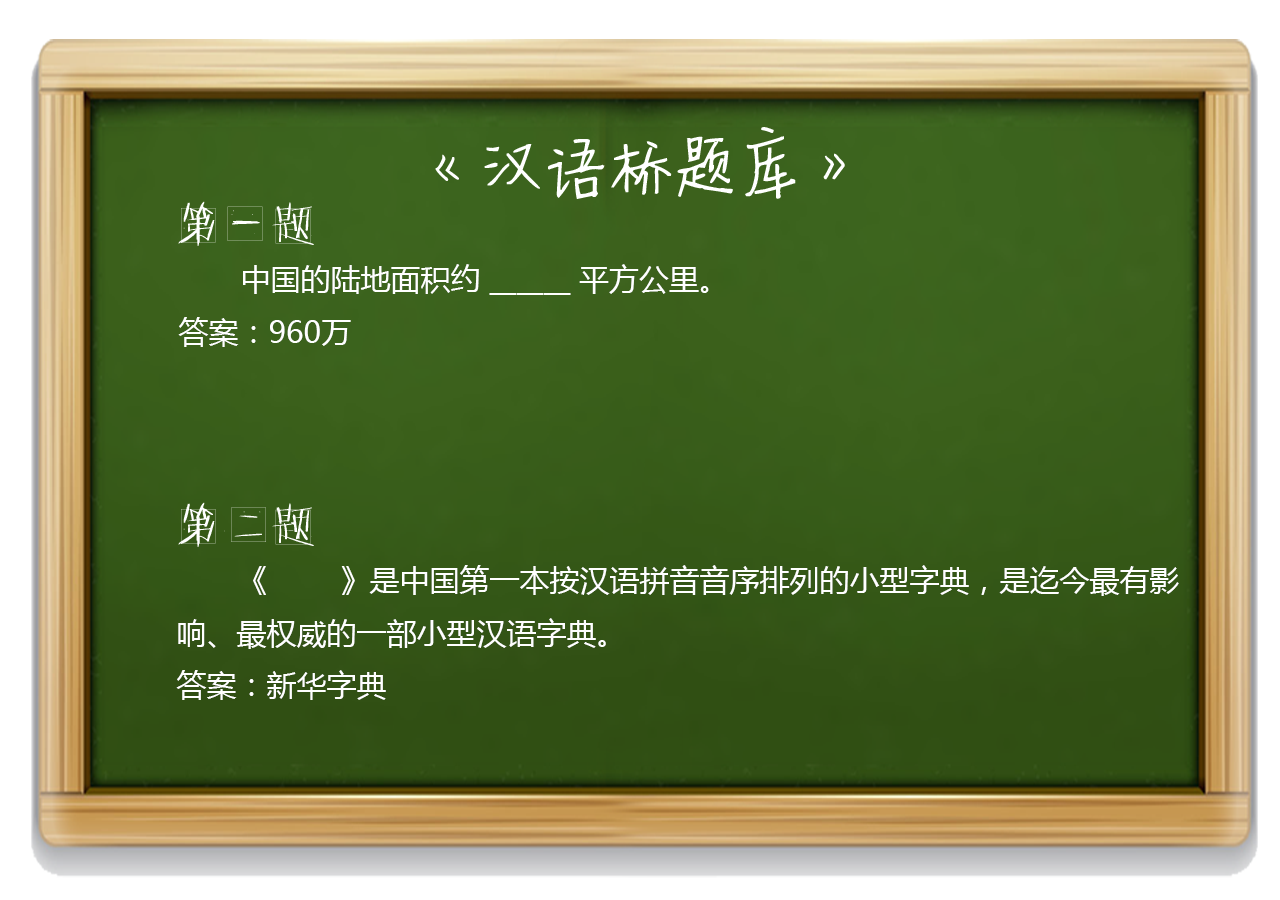 《汉语桥题库》
第一题
中国的陆地面积约 ______ 平方公里。
答案：960万
第二题
《　　》是中国第一本按汉语拼音音序排列的小型字典，是迄今最有影
响、最权威的一部小型汉语字典。
答案：新华字典